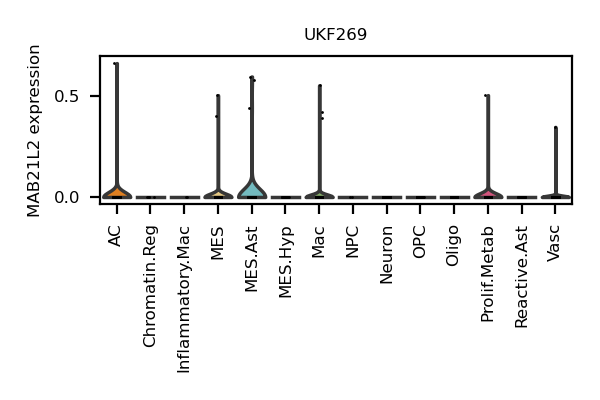 UKF269
MAB21L2 expression
0.5
0.0
AC
Chromatin.Reg
Inflammatory.Mac
MES
MES.Ast
MES.Hyp
Mac
NPC
Neuron
OPC
Oligo
Prolif.Metab
Reactive.Ast
Vasc